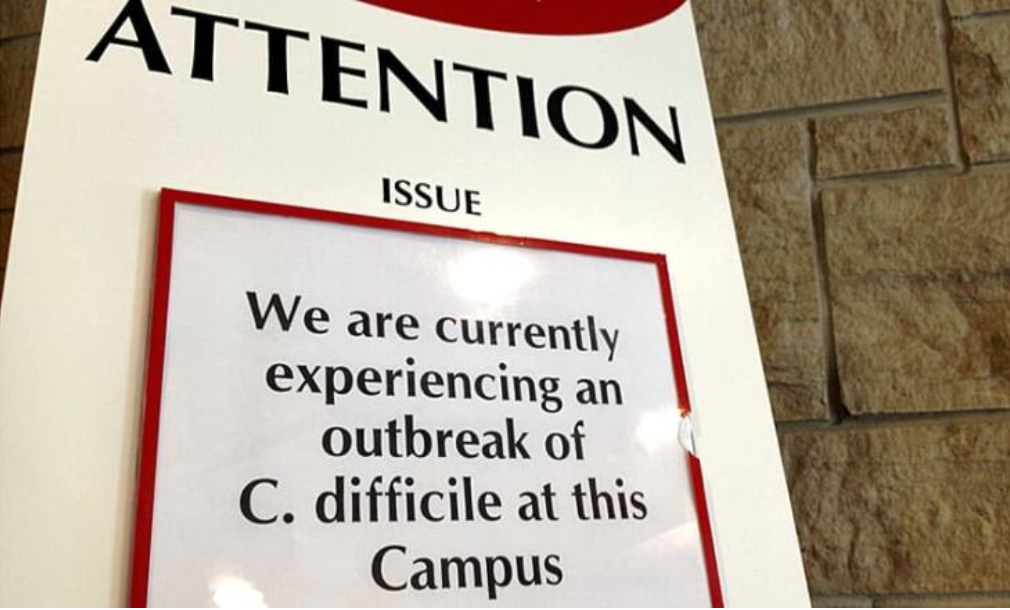 ATTENTION
ISSUE
We are currently
experiencing an
outbreak of
C. difficile at this
Campus